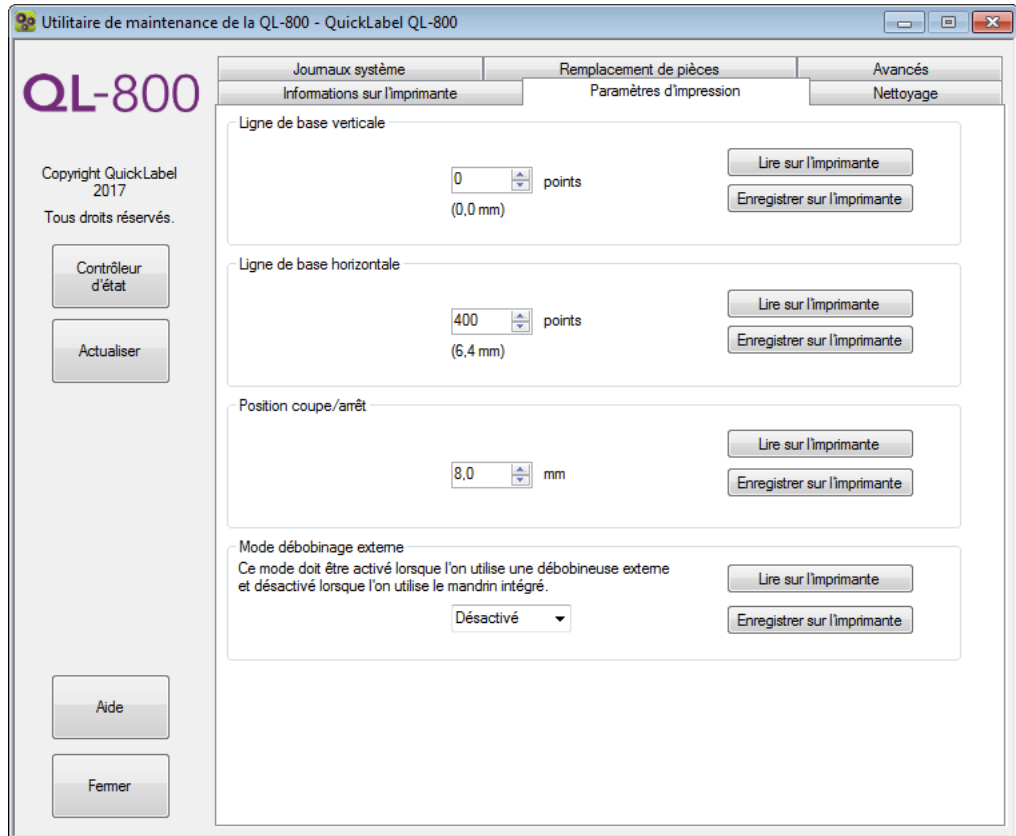 Utilitaire de maintenance de la QL-800 - QuickLabel QL-800
QL-800
Copyright QuickLabel
2017
Tous droits réservés.
Contrôleur
d'état
Actualiser
Aide
Fermer
Journaux système
Remplacement de pièces
Avancés
Informations sur l'imprimante
Paramètres d'impression
Nettoyage
Ligne de base verticale
0 points
(0,0 mm)
Lire sur l'imprimante
Enregistrer sur l'imprimante
Ligne de base horizontale
400 points
(6,4 mm)
Lire sur l'imprimante
Enregistrer sur l'imprimante
Position coupe/arrêt
8,0 mm
Lire sur l'imprimante
Enregistrer sur l'imprimante
Mode débobinage externe
Ce mode doit être activé lorsque l'on utilise une débobineuse externe
et désactivé lorsque l'on utilise le mandrin intégré.
Désactivé
Lire sur l'imprimante
Enregistrer sur l'imprimante